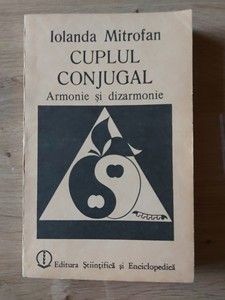 Iolanda Mitrofan
CUPLUL
CONJUGAL
Armonie și dizarmonie
Editura Științifică și Enciclopedică